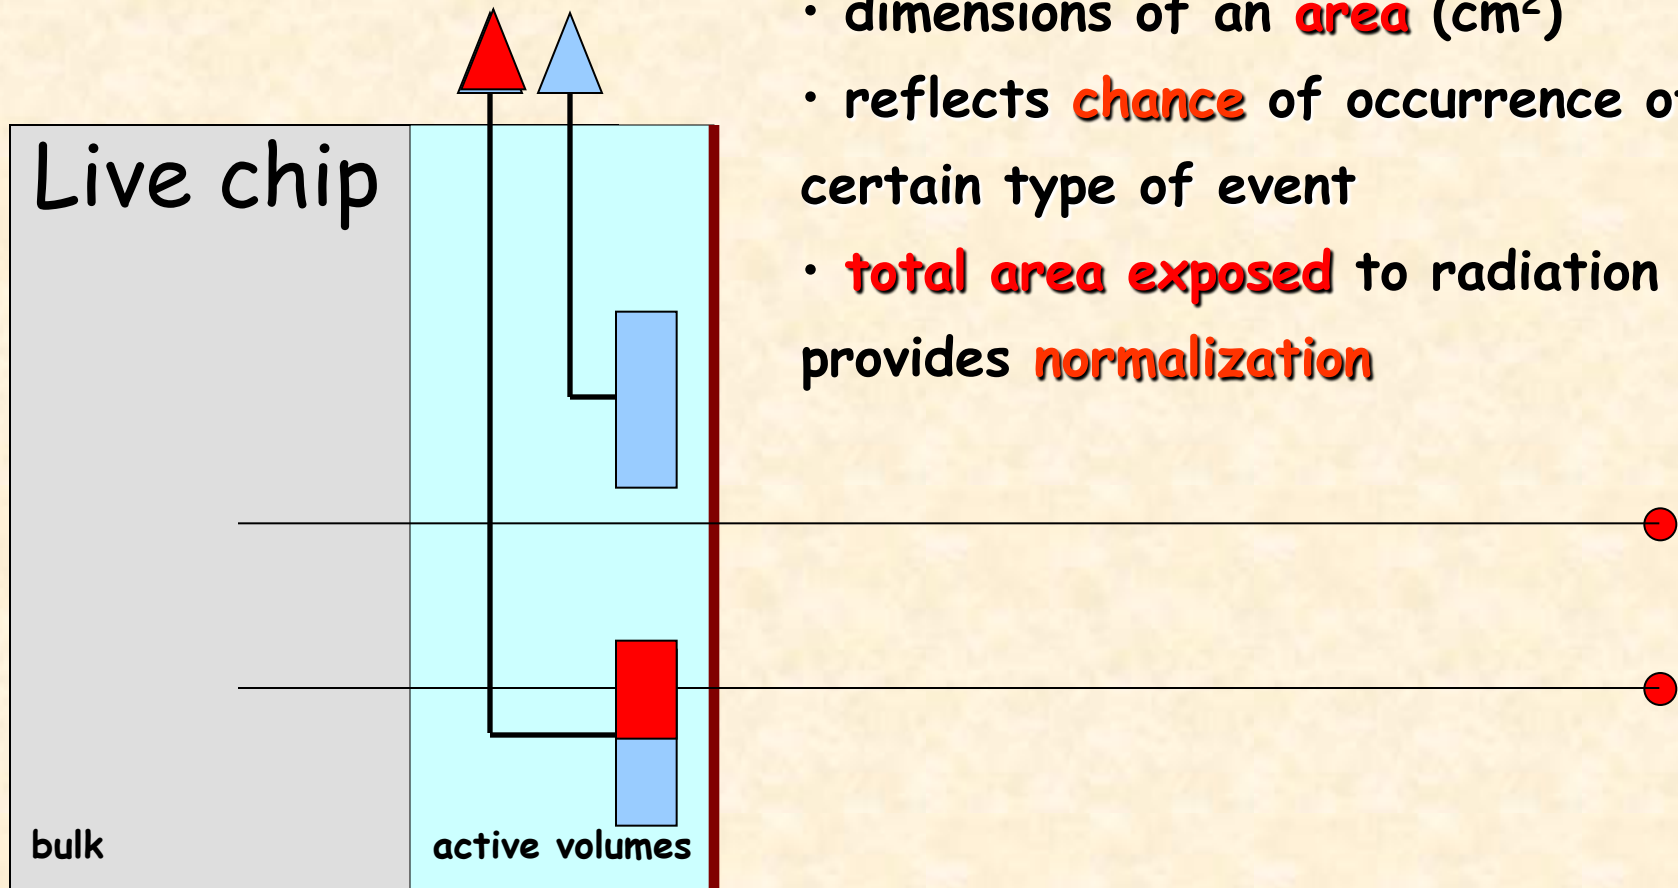 • dimensions of an area (cm²)
• reflects chance of occurrence of
certain type of event
• total area exposed to radiation
provides normalization
Live chip
bulk
active volumes